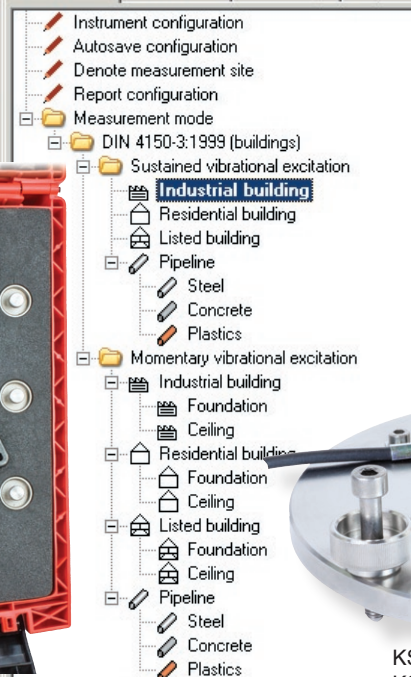 Instrument configuration
Autosave configuration
Denote measurement site
Report configuration
Measurement mode
DIN 4150-3:1999 (buildings)
Sustained vibrational excitation
Industrial building
Residential building
Listed building
Pipeline
Steel
Concrete
Plastics
Momentary vibrational excitation
Industrial building
Foundation
Ceiling
Residential building
Foundation
Ceiling
Listed building
Foundation
Ceiling
Pipeline
Steel
Concrete
Plastics
KS